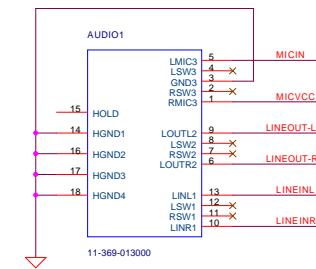 AUDIO1
LMIC3 5 MICIN
LSW3 4
GND3 3
RSW3 2
RMIC3 1 MICVCC
15 HOLD
14 HGND1 LOUTL2 9 LINEOUT-L
LSW2 8
16 HGND2 RSW2 7
LOUTR2 6 LINEOUT-R
17 HGND3
18 HGND4 LINL1 13 LINEINL
LSW1 12
RSW1 11
LINR1 10 LINEINR
11-369-013000